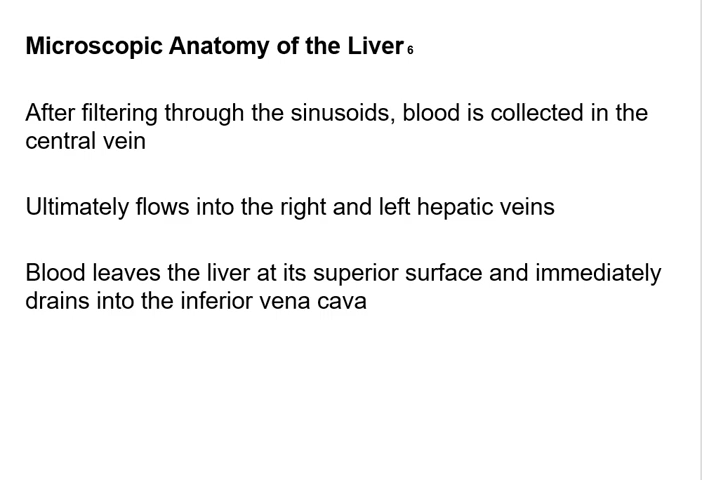 Microscopic Anatomy of the Liver 6
After filtering through the sinusoids, blood is collected in the
central vein
Ultimately flows into the right and left hepatic veins
Blood leaves the liver at its superior surface and immediately
drains into the inferior vena cava